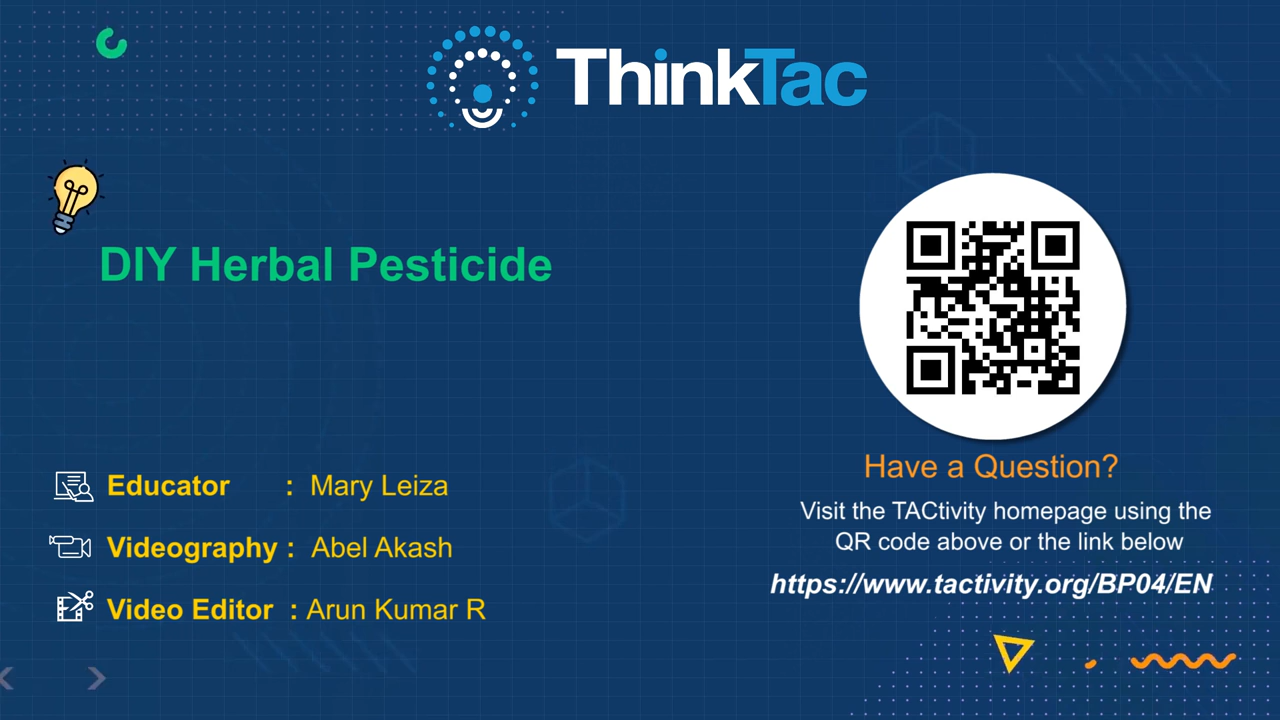 ThinkTac
DIY Herbal Pesticide
Educator : Mary Leiza
Videography : Abel Akash
Video Editor : Arun Kumar R
Have a Question?
Visit the TACtivity homepage using the
QR code above or the link below
https://www.tactivity.org/BP04/EN